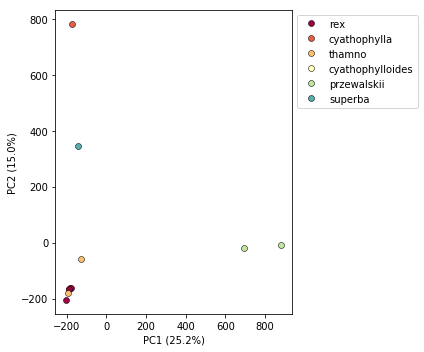 rex
cyathophylla
thamno
cyathophylloides
przewalskii
superba
800
600
400
200
0
−200
PC2 (15.0%)
−200 0 200 400 600 800
PC1 (25.2%)